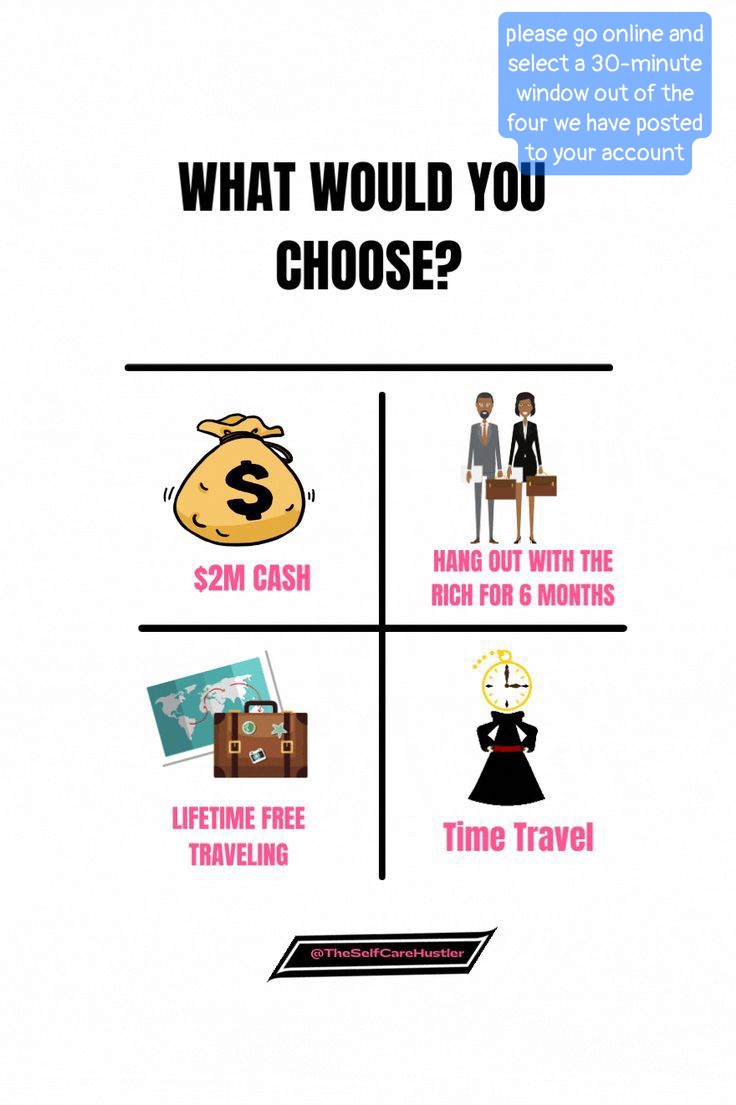 please go online and
select a 30-minute
window out of the
four we have posted
to your account
WHAT WOULD YOU
CHOOSE?
$
$2M CASH
HANG OUT WITH THE
RICH FOR 6 MONTHS
LIFETIME FREE
TRAVELING
Time Travel
@TheSelfCareHustler